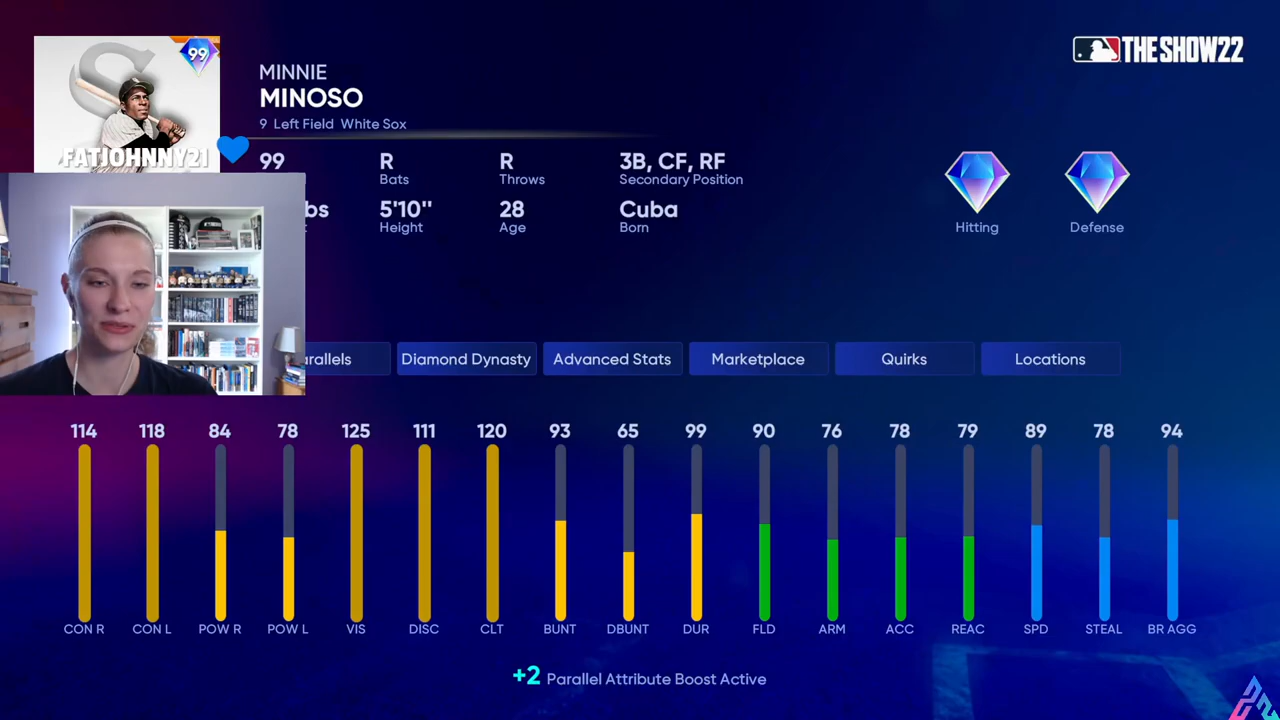 99
FATJOHNNY21
MINNIE
MINOSO
9 Left Field White Sox
THE SHOW 22
99
R
R
3B, CF, RF
Bats
Throws
Secondary Position
bs
5'10"
28
Cuba
Height
Age
Born
Hitting
Defense
arallels
Diamond Dynasty
Advanced Stats
Marketplace
Quirks
Locations
114 118 84 78 125 111 120 93 65 99 90 76 78 79 89 78 94
CON R CON L POW R POW L VIS DISC CLT BUNT DBUNT DUR FLD ARM ACC REAC SPD STEAL BR AGG
+2 Parallel Attribute Boost Active